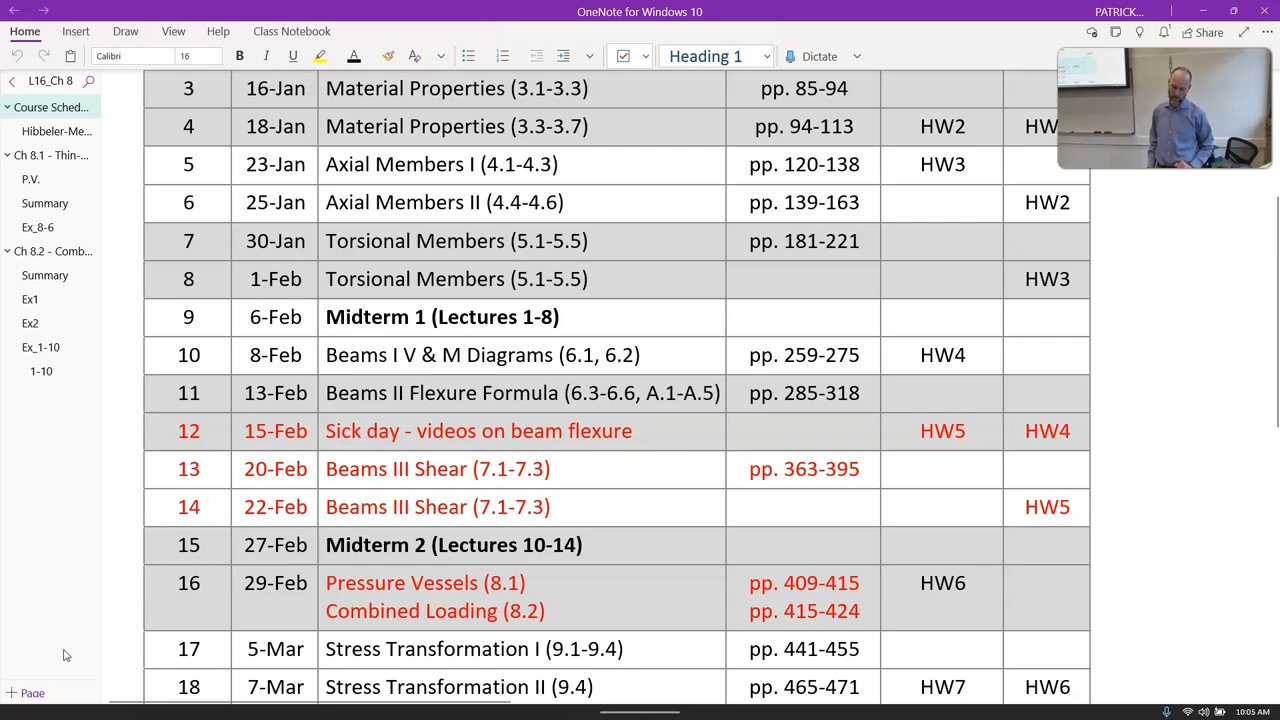 OneNote for Windows 10
PATRICK...
Home Insert Draw View Help Class Notebook
Share
Calibri 16 B I U A Heading 1 Dictate
L16_Ch 8
Course Sched...
Hibbeler-Me...
Ch 8.1 - Thin-...
P.V.
Summary
Ex_8-6
Ch 8.2 - Comb...
Summary
Ex1
Ex2
Ex_1-10
1-10
+ Page
3 16-Jan Material Properties (3.1-3.3) pp. 85-94
4 18-Jan Material Properties (3.3-3.7) pp. 94-113 HW2
5 23-Jan Axial Members I (4.1-4.3) pp. 120-138 HW3
6 25-Jan Axial Members II (4.4-4.6) pp. 139-163 HW2
7 30-Jan Torsional Members (5.1-5.5) pp. 181-221
8 1-Feb Torsional Members (5.1-5.5) HW3
9 6-Feb Midterm 1 (Lectures 1-8)
10 8-Feb Beams I V & M Diagrams (6.1, 6.2) pp. 259-275 HW4
11 13-Feb Beams II Flexure Formula (6.3-6.6, A.1-A.5) pp. 285-318
12 15-Feb Sick day - videos on beam flexure HW5 HW4
13 20-Feb Beams III Shear (7.1-7.3) pp. 363-395
14 22-Feb Beams III Shear (7.1-7.3) HW5
15 27-Feb Midterm 2 (Lectures 10-14)
16 29-Feb Pressure Vessels (8.1) pp. 409-415 HW6
Combined Loading (8.2) pp. 415-424
17 5-Mar Stress Transformation I (9.1-9.4) pp. 441-455
18 7-Mar Stress Transformation II (9.4) pp. 465-471 HW7 HW6
10:05 AM